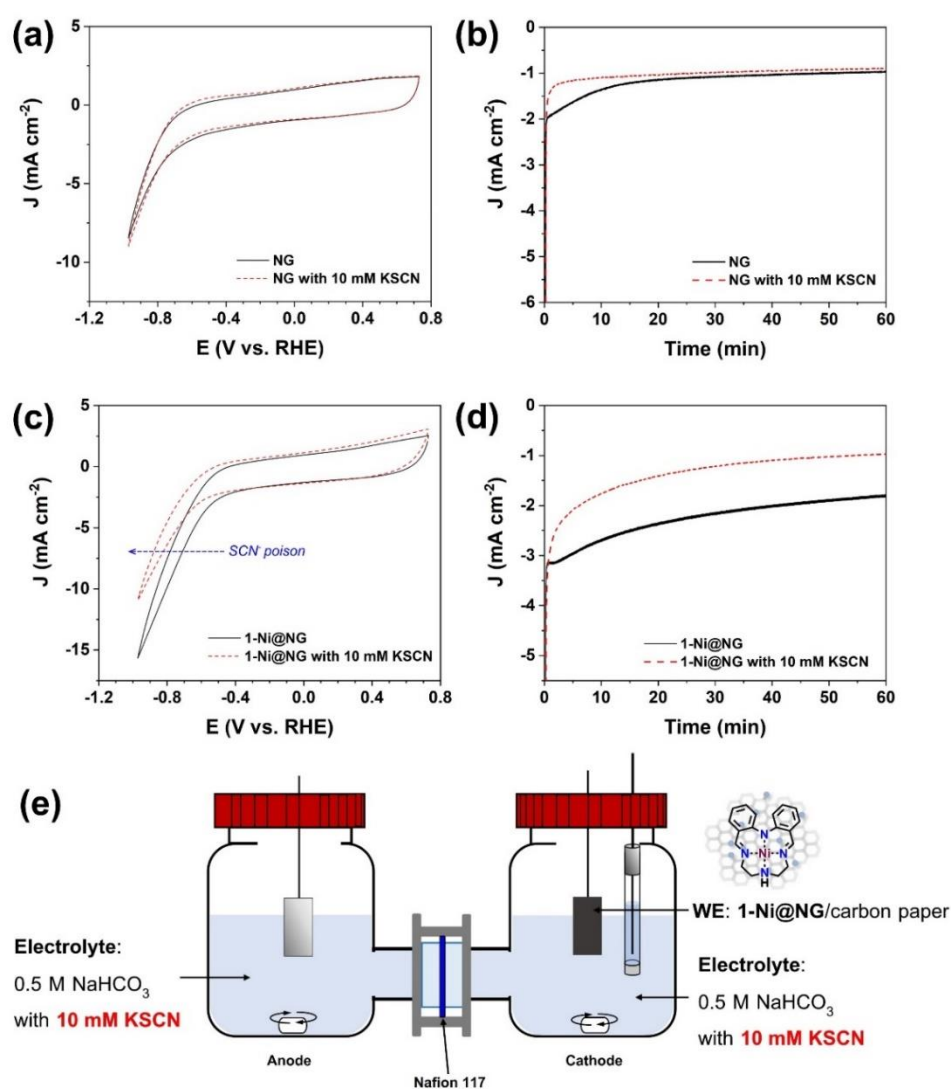 (a)
5
0
-5
-10
J (mA cm-2)
NG
NG with 10 mM KSCN
-1.2 -0.8 -0.4 0.0 0.4 0.8
E (V vs. RHE)
(b)
0
-1
-2
-3
-4
-5
-6
J (mA cm-2)
NG
NG with 10 mM KSCN
0 10 20 30 40 50 60
Time (min)
(c)
5
0
-5
-10
-15
J (mA cm-2)
SCN- poison
1-Ni@NG
1-Ni@NG with 10 mM KSCN
-1.2 -0.8 -0.4 0.0 0.4 0.8
E (V vs. RHE)
(d)
0
-1
-2
-3
-4
-5
J (mA cm-2)
1-Ni@NG
1-Ni@NG with 10 mM KSCN
0 10 20 30 40 50 60
Time (min)
(e)
Electrolyte:
0.5 M NaHCO3
with 10 mM KSCN
Anode
Nafion 117
Cathode
N
N Ni N
N
H
WE: 1-Ni@NG/carbon paper
Electrolyte:
0.5 M NaHCO3
with 10 mM KSCN